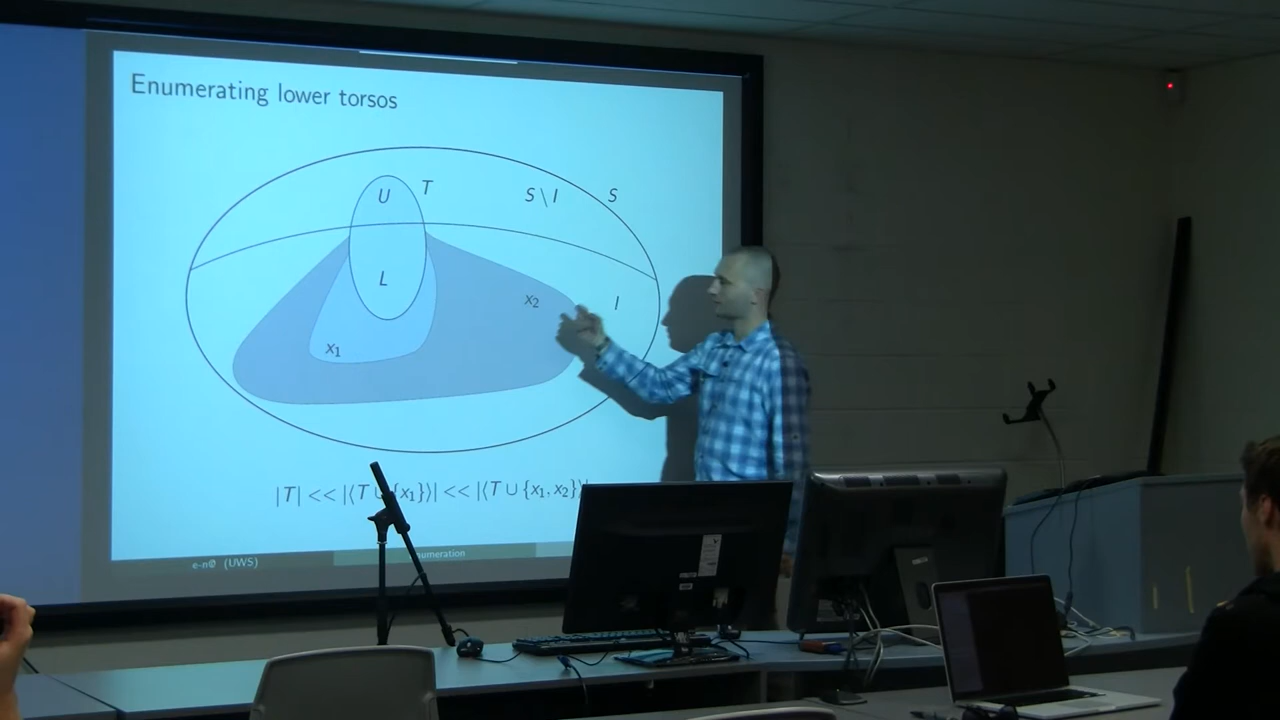 Enumerating lower torsos
U T S \ I S
L
x₂ I
x₁
|T| << |⟨T ∪ {x₁}⟩| << |⟨T ∪ {x₁, x₂}⟩|
e-n@ (UWS)